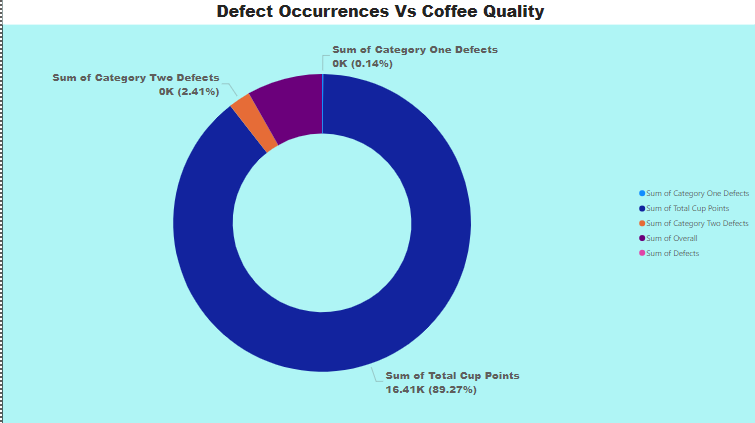 Defect Occurrences Vs Coffee Quality
Sum of Category One Defects
0K (0.14%)
Sum of Category Two Defects
0K (2.41%)
Sum of Category One Defects
Sum of Total Cup Points
Sum of Category Two Defects
Sum of Overall
Sum of Defects
Sum of Total Cup Points
16.41K (89.27%)